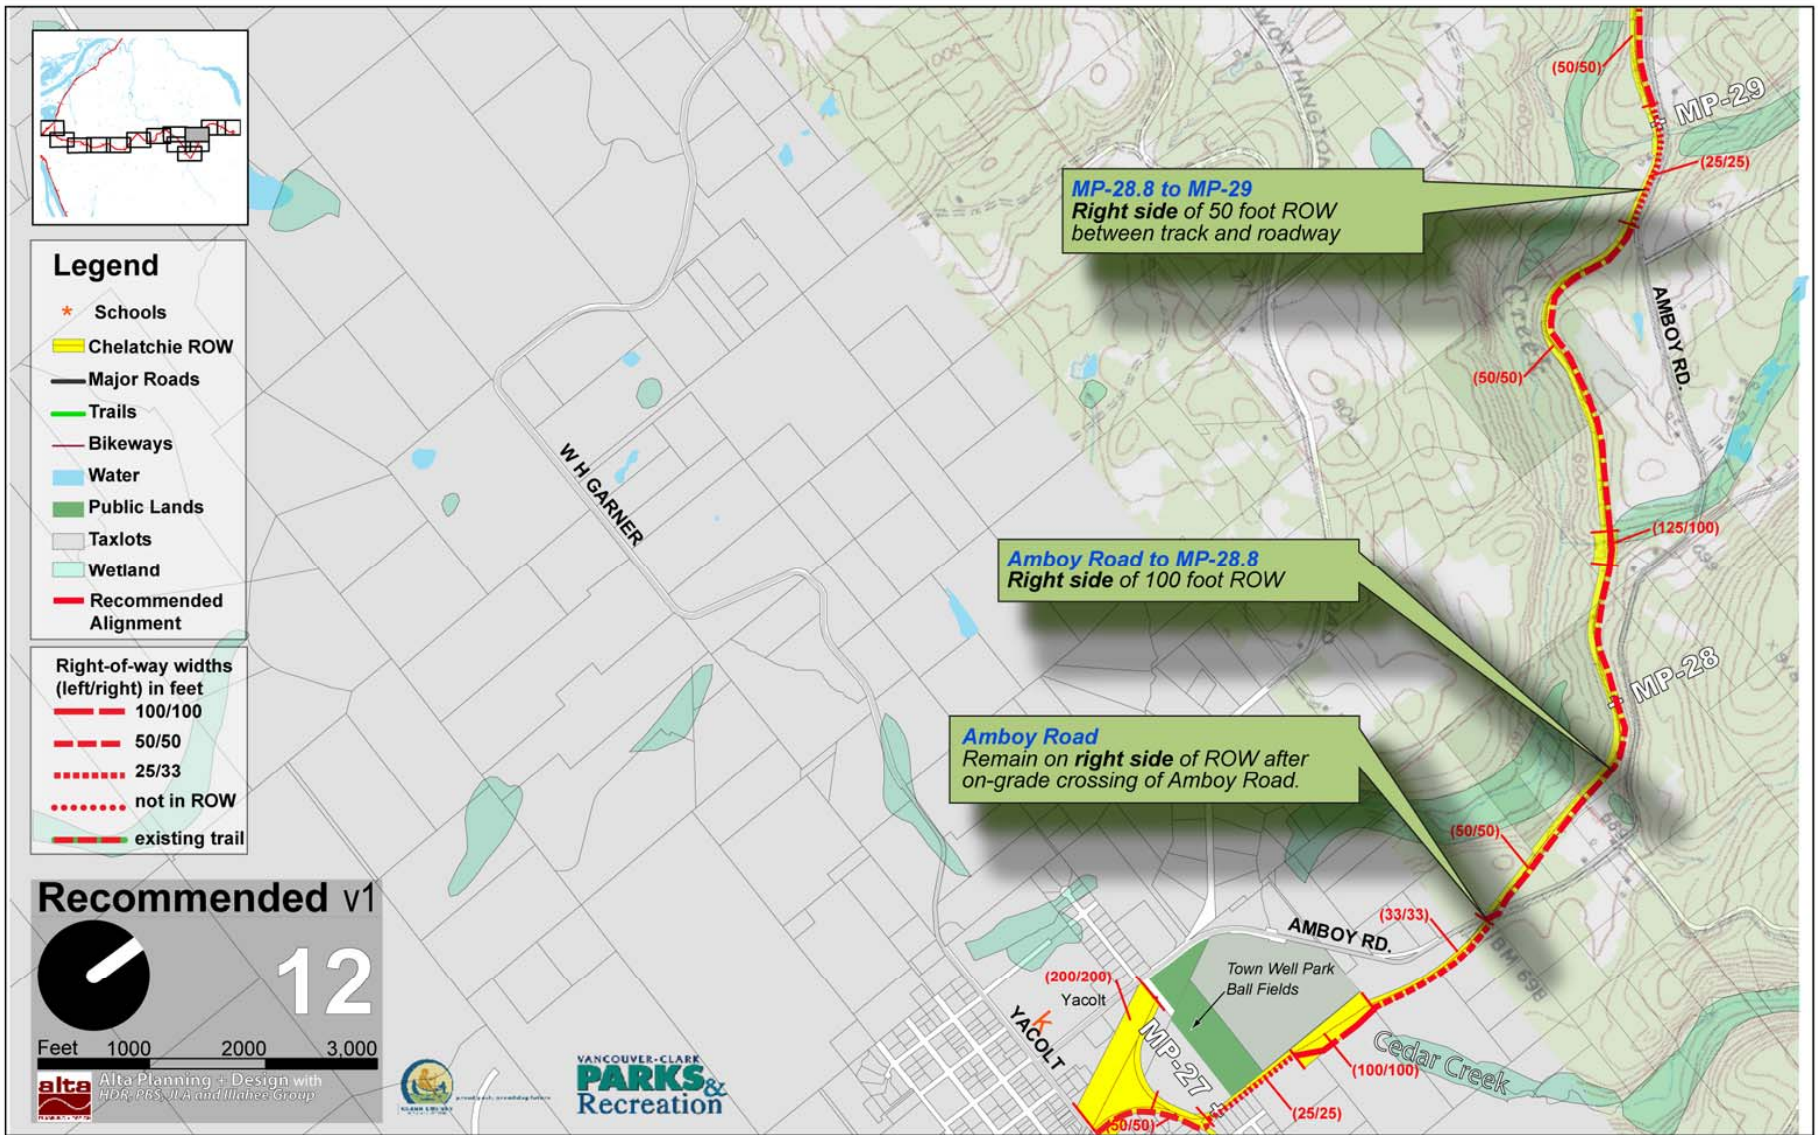 Legend
* Schools
Chelatchie ROW
Major Roads
Trails
Bikeways
Water
Public Lands
Taxlots
Wetland
Recommended
Alignment
Right-of-way widths
(left/right) in feet
100/100
50/50
25/33
not in ROW
existing trail
Recommended v1
12
Feet 1000 2000 3,000
alta
Alta Planning + Design with
HDR, PBS, JLA and Illahee Group
VANCOUVER-CLARK
PARKS &
Recreation
WORTHINGTON
ROAD
(50/50)
MP-29
(25/25)
MP-28.8 to MP-29
Right side of 50 foot ROW
between track and roadway
AMBOY RD.
Creek
(50/50)
W H GARNER
(125/100)
699
Amboy Road to MP-28.8
Right side of 100 foot ROW
MP-28
Amboy Road
Remain on right side of ROW after
on-grade crossing of Amboy Road.
(50/50)
(33/33)
AMBOY RD.
BM 698
Town Well Park
Ball Fields
(200/200)
Yacolt
YACOLT
MP-27
Cedar Creek
(100/100)
(25/25)
(50/50)